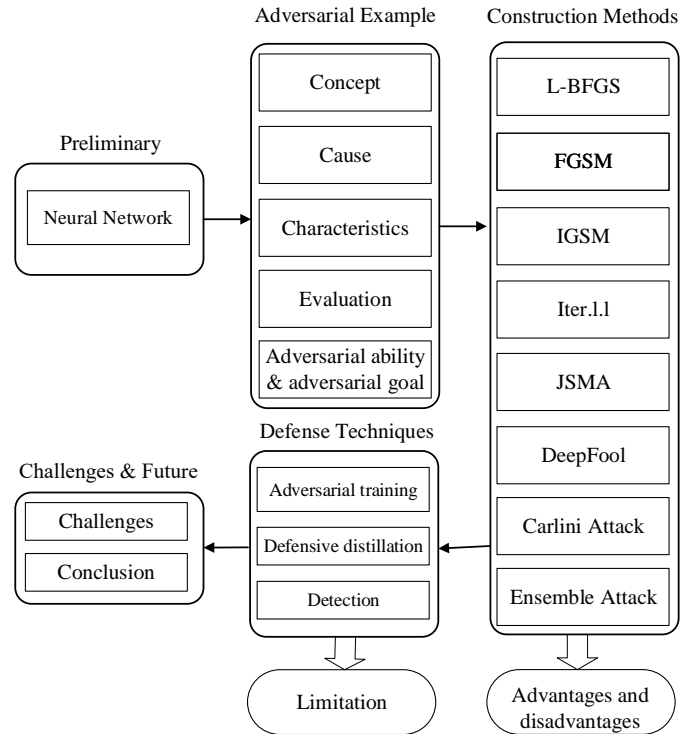 Preliminary
Neural Network
Adversarial Example
Concept
Cause
Characteristics
Evaluation
Adversarial ability
& adversarial goal
Construction Methods
L-BFGS
FGSM
IGSM
Iter.l.l
JSMA
DeepFool
Carlini Attack
Ensemble Attack
Advantages and
disadvantages
Defense Techniques
Adversarial training
Defensive distillation
Detection
Limitation
Challenges & Future
Challenges
Conclusion